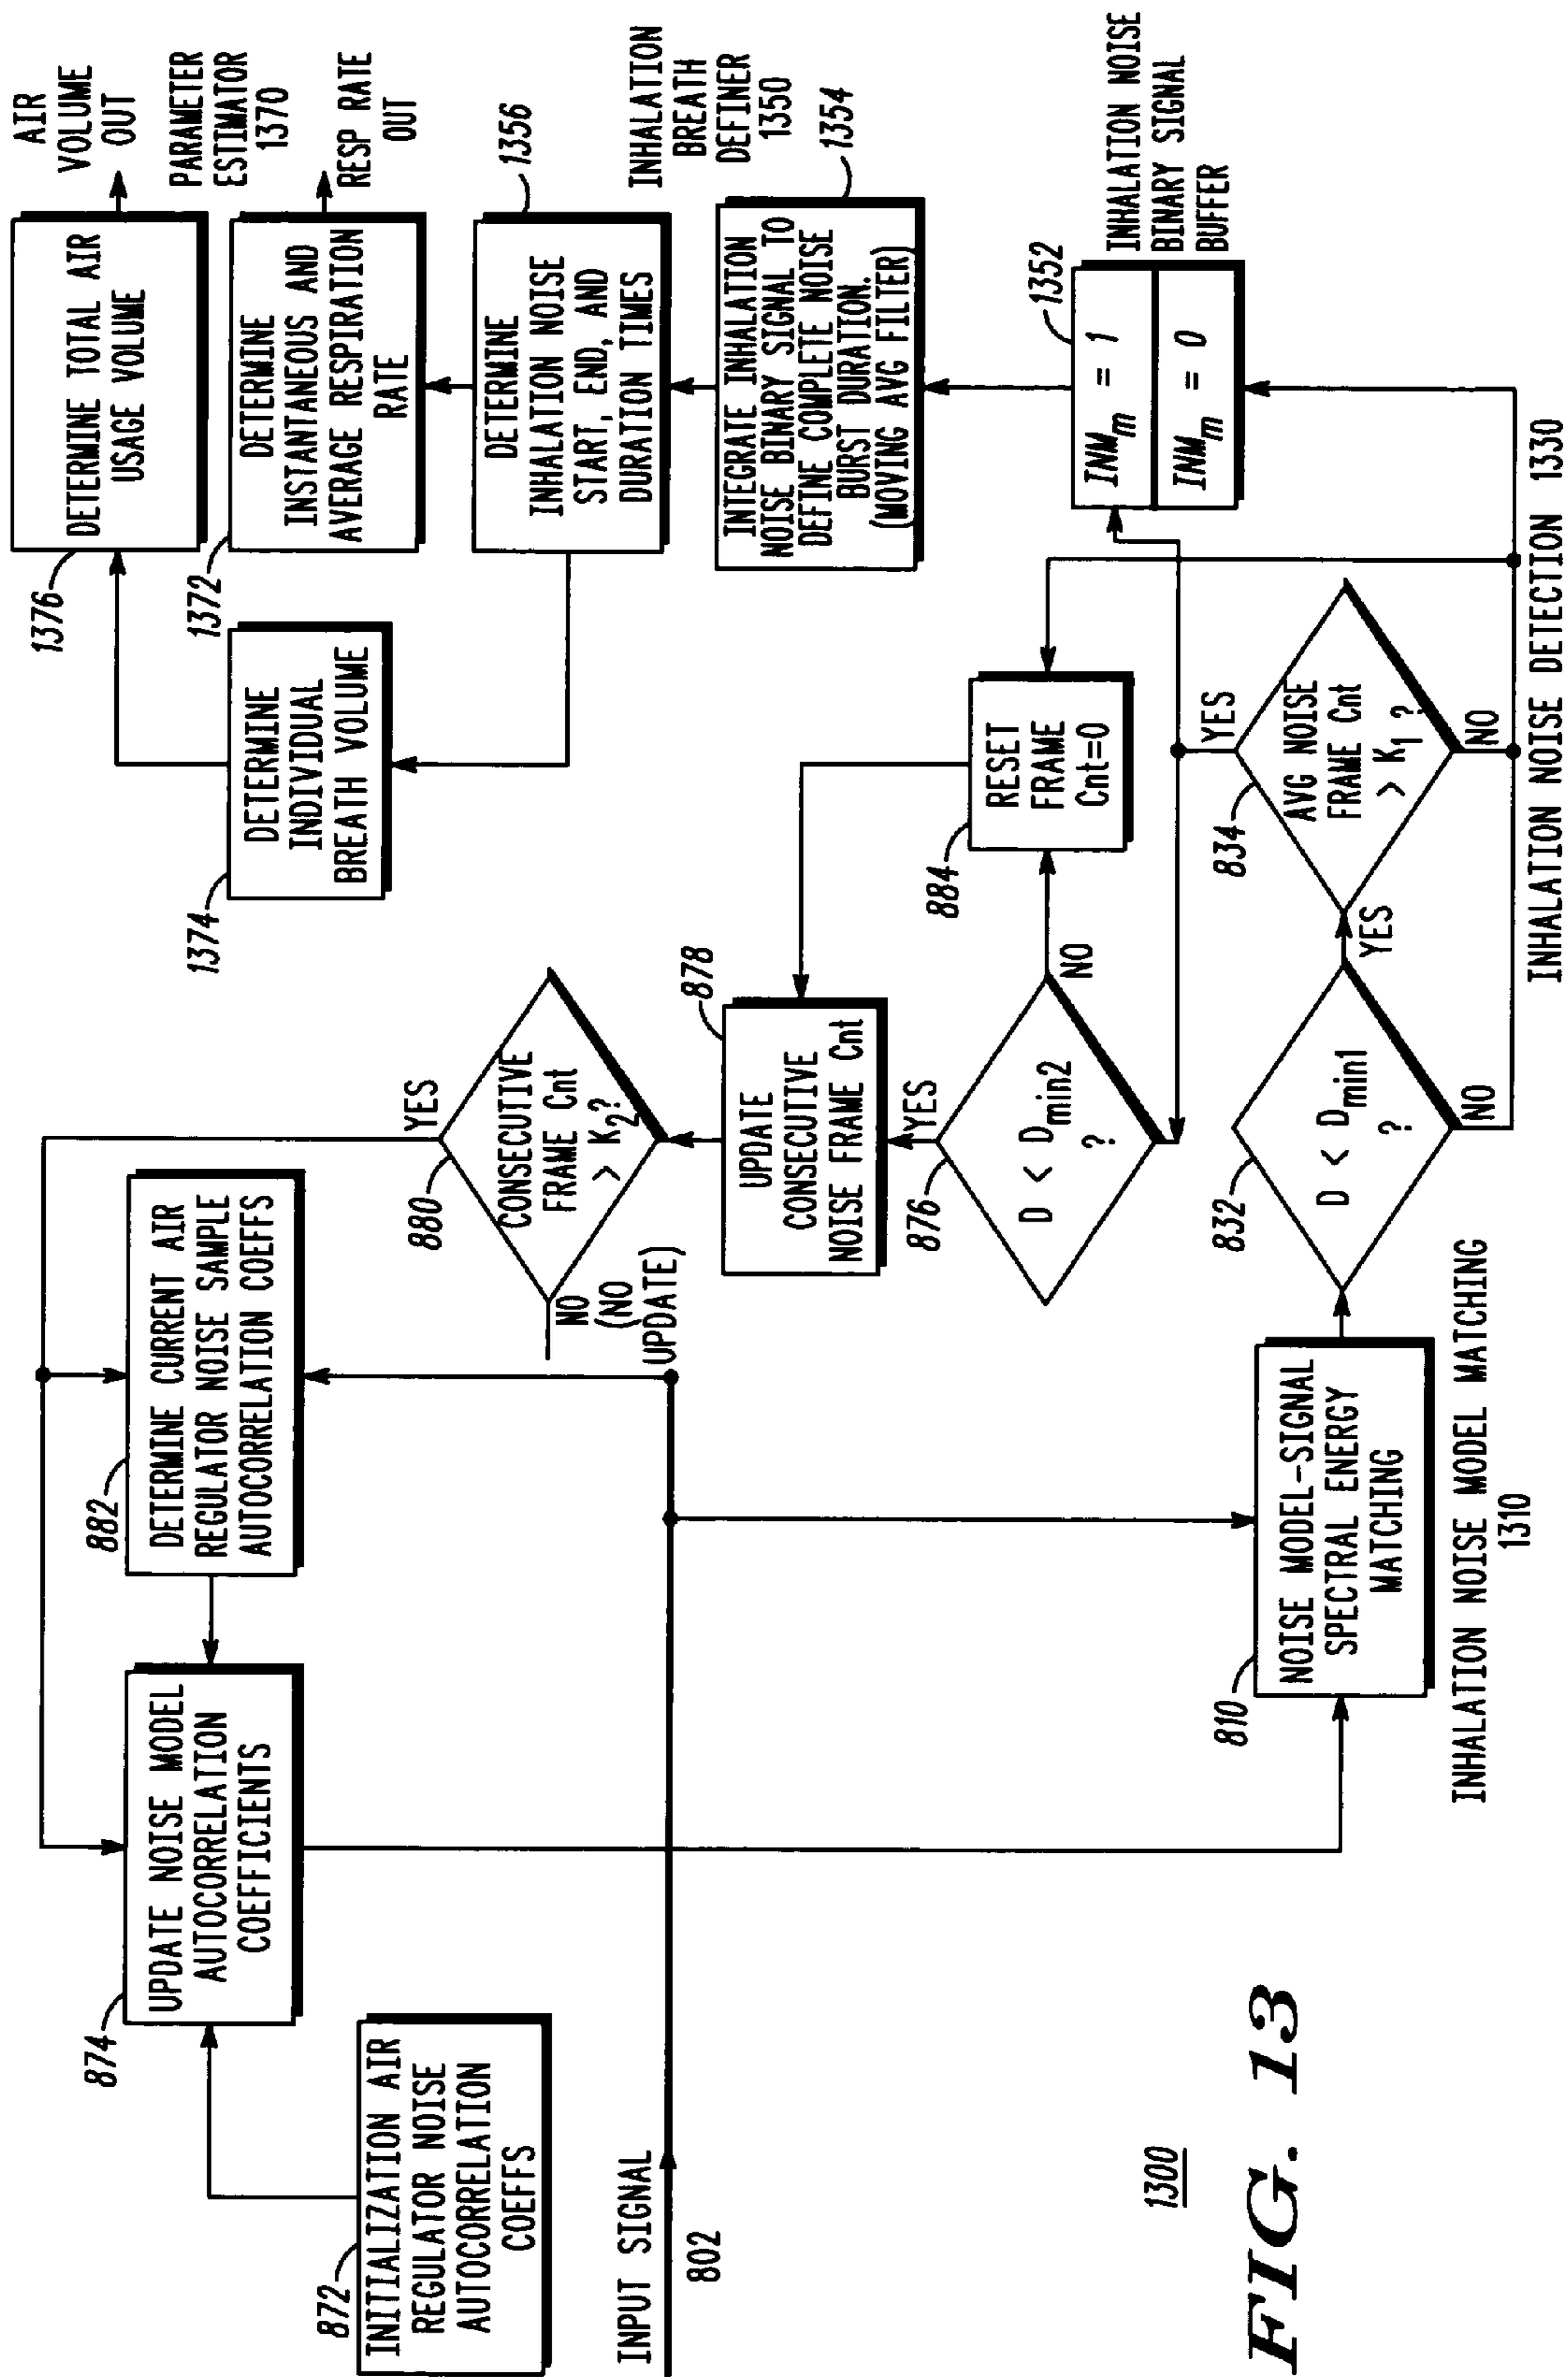 872
INITIALIZATION AIR
REGULATOR NOISE
AUTOCORRELATION
COEFFS
874
UPDATE NOISE MODEL
AUTOCORRELATION
COEFFICIENTS
882
DETERMINE CURRENT AIR
REGULATOR NOISE SAMPLE
AUTOCORRELATION COEFFS
880
CONSECUTIVE
FRAME Cnt
> K2?
YES
NO
(NO
UPDATE)
878
UPDATE
CONSECUTIVE
NOISE FRAME Cnt
YES
876
D < Dmin2
?
NO
884
RESET
FRAME
Cnt=0
INPUT SIGNAL
802
810
NOISE MODEL-SIGNAL
SPECTRAL ENERGY
MATCHING
INHALATION NOISE MODEL MATCHING
1310
832
D < Dmin1
?
YES
NO
834
AVG NOISE
FRAME Cnt
> K1 ?
YES
NO
INHALATION NOISE DETECTION 1330
1352
INMm = 1
INMm = 0
INHALATION NOISE
BINARY SIGNAL
BUFFER
INTEGRATE INHALATION
NOISE BINARY SIGNAL TO
DEFINE COMPLETE NOISE
BURST DURATION.
(MOVING AVG FILTER)
1354
INHALATION
BREATH
DEFINER
1350
DETERMINE
INHALATION NOISE
START, END, AND
DURATION TIMES
1356
1374
DETERMINE
INDIVIDUAL
BREATH VOLUME
1372
DETERMINE
INSTANTANEOUS AND
AVERAGE RESPIRATION
RATE
RESP RATE
OUT
1376
DETERMINE TOTAL AIR
USAGE VOLUME
AIR
VOLUME
OUT
PARAMETER
ESTIMATOR
1370
1300
FIG. 13